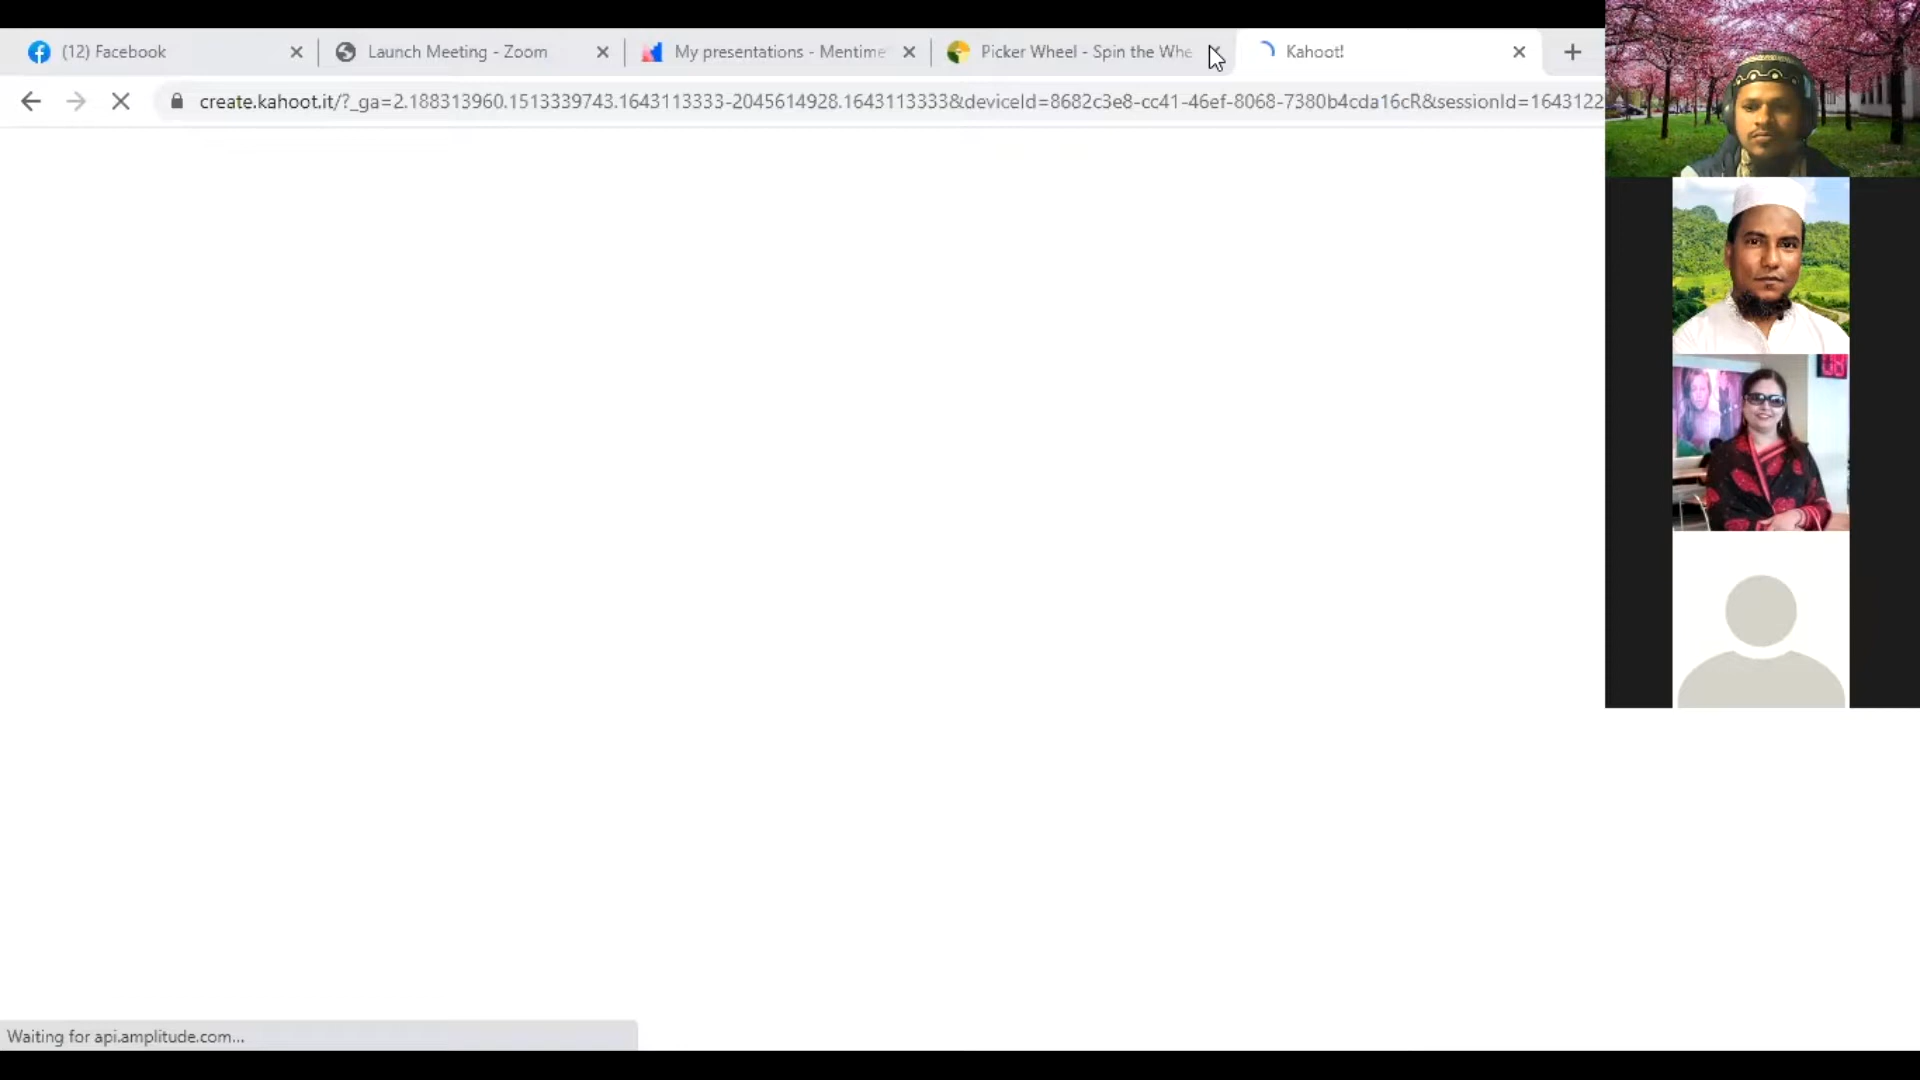 (12) Facebook
Launch Meeting - Zoom
My presentations - Mentime
Picker Wheel - Spin the Whe
Kahoot!
create.kahoot.it/?_ga=2.188313960.1513339743.1643113333-2045614928.1643113333&deviceId=8682c3e8-cc41-46ef-8068-7380b4cda16cR&sessionId=1643122
Waiting for api.amplitude.com...